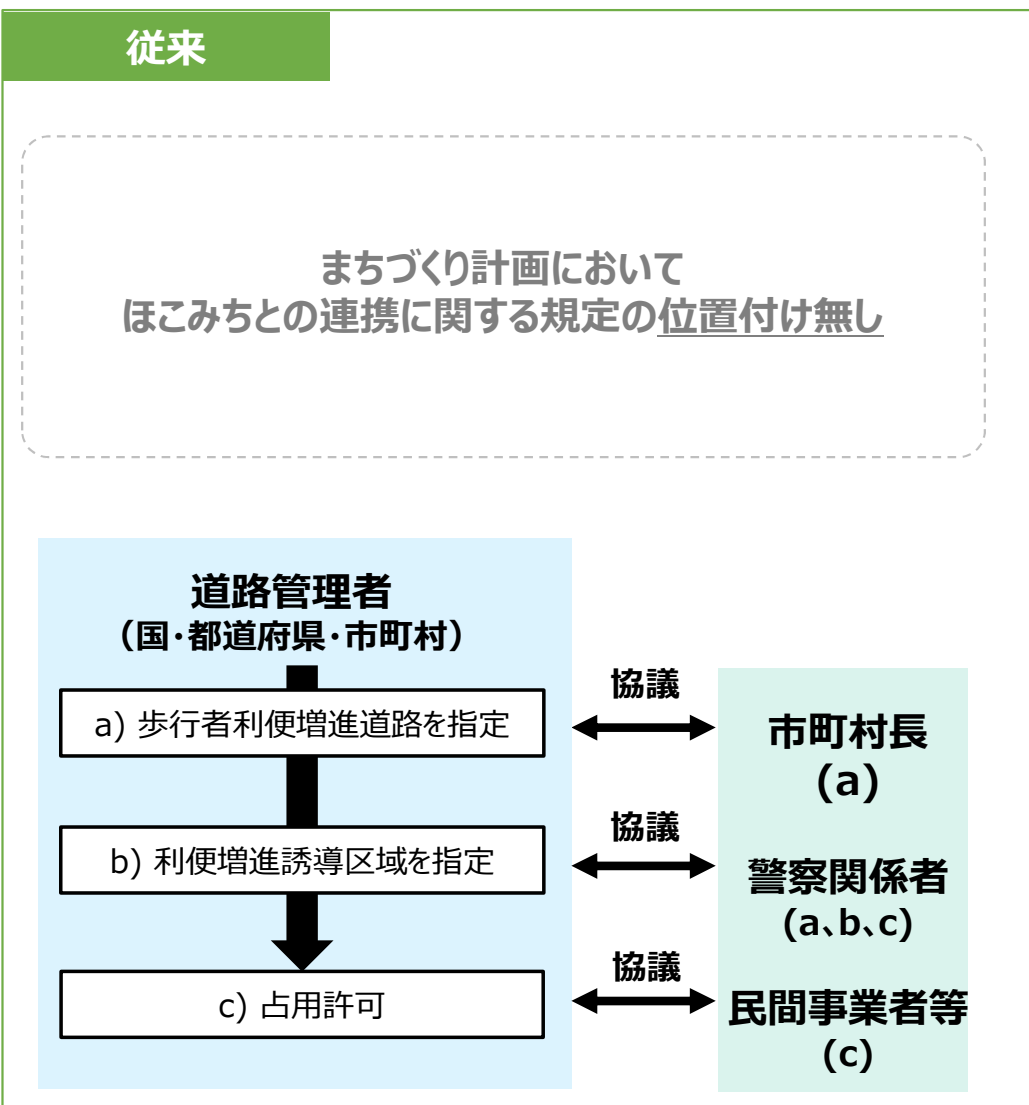 従来
まちづくり計画において
ほこみちとの連携に関する規定の位置付け無し
道路管理者
（国・都道府県・市町村）
a) 歩行者利便増進道路を指定
b) 利便増進誘導区域を指定
c) 占用許可
協議
協議
協議
市町村長
(a)
警察関係者
(a、b、c)
民間事業者等
(c)